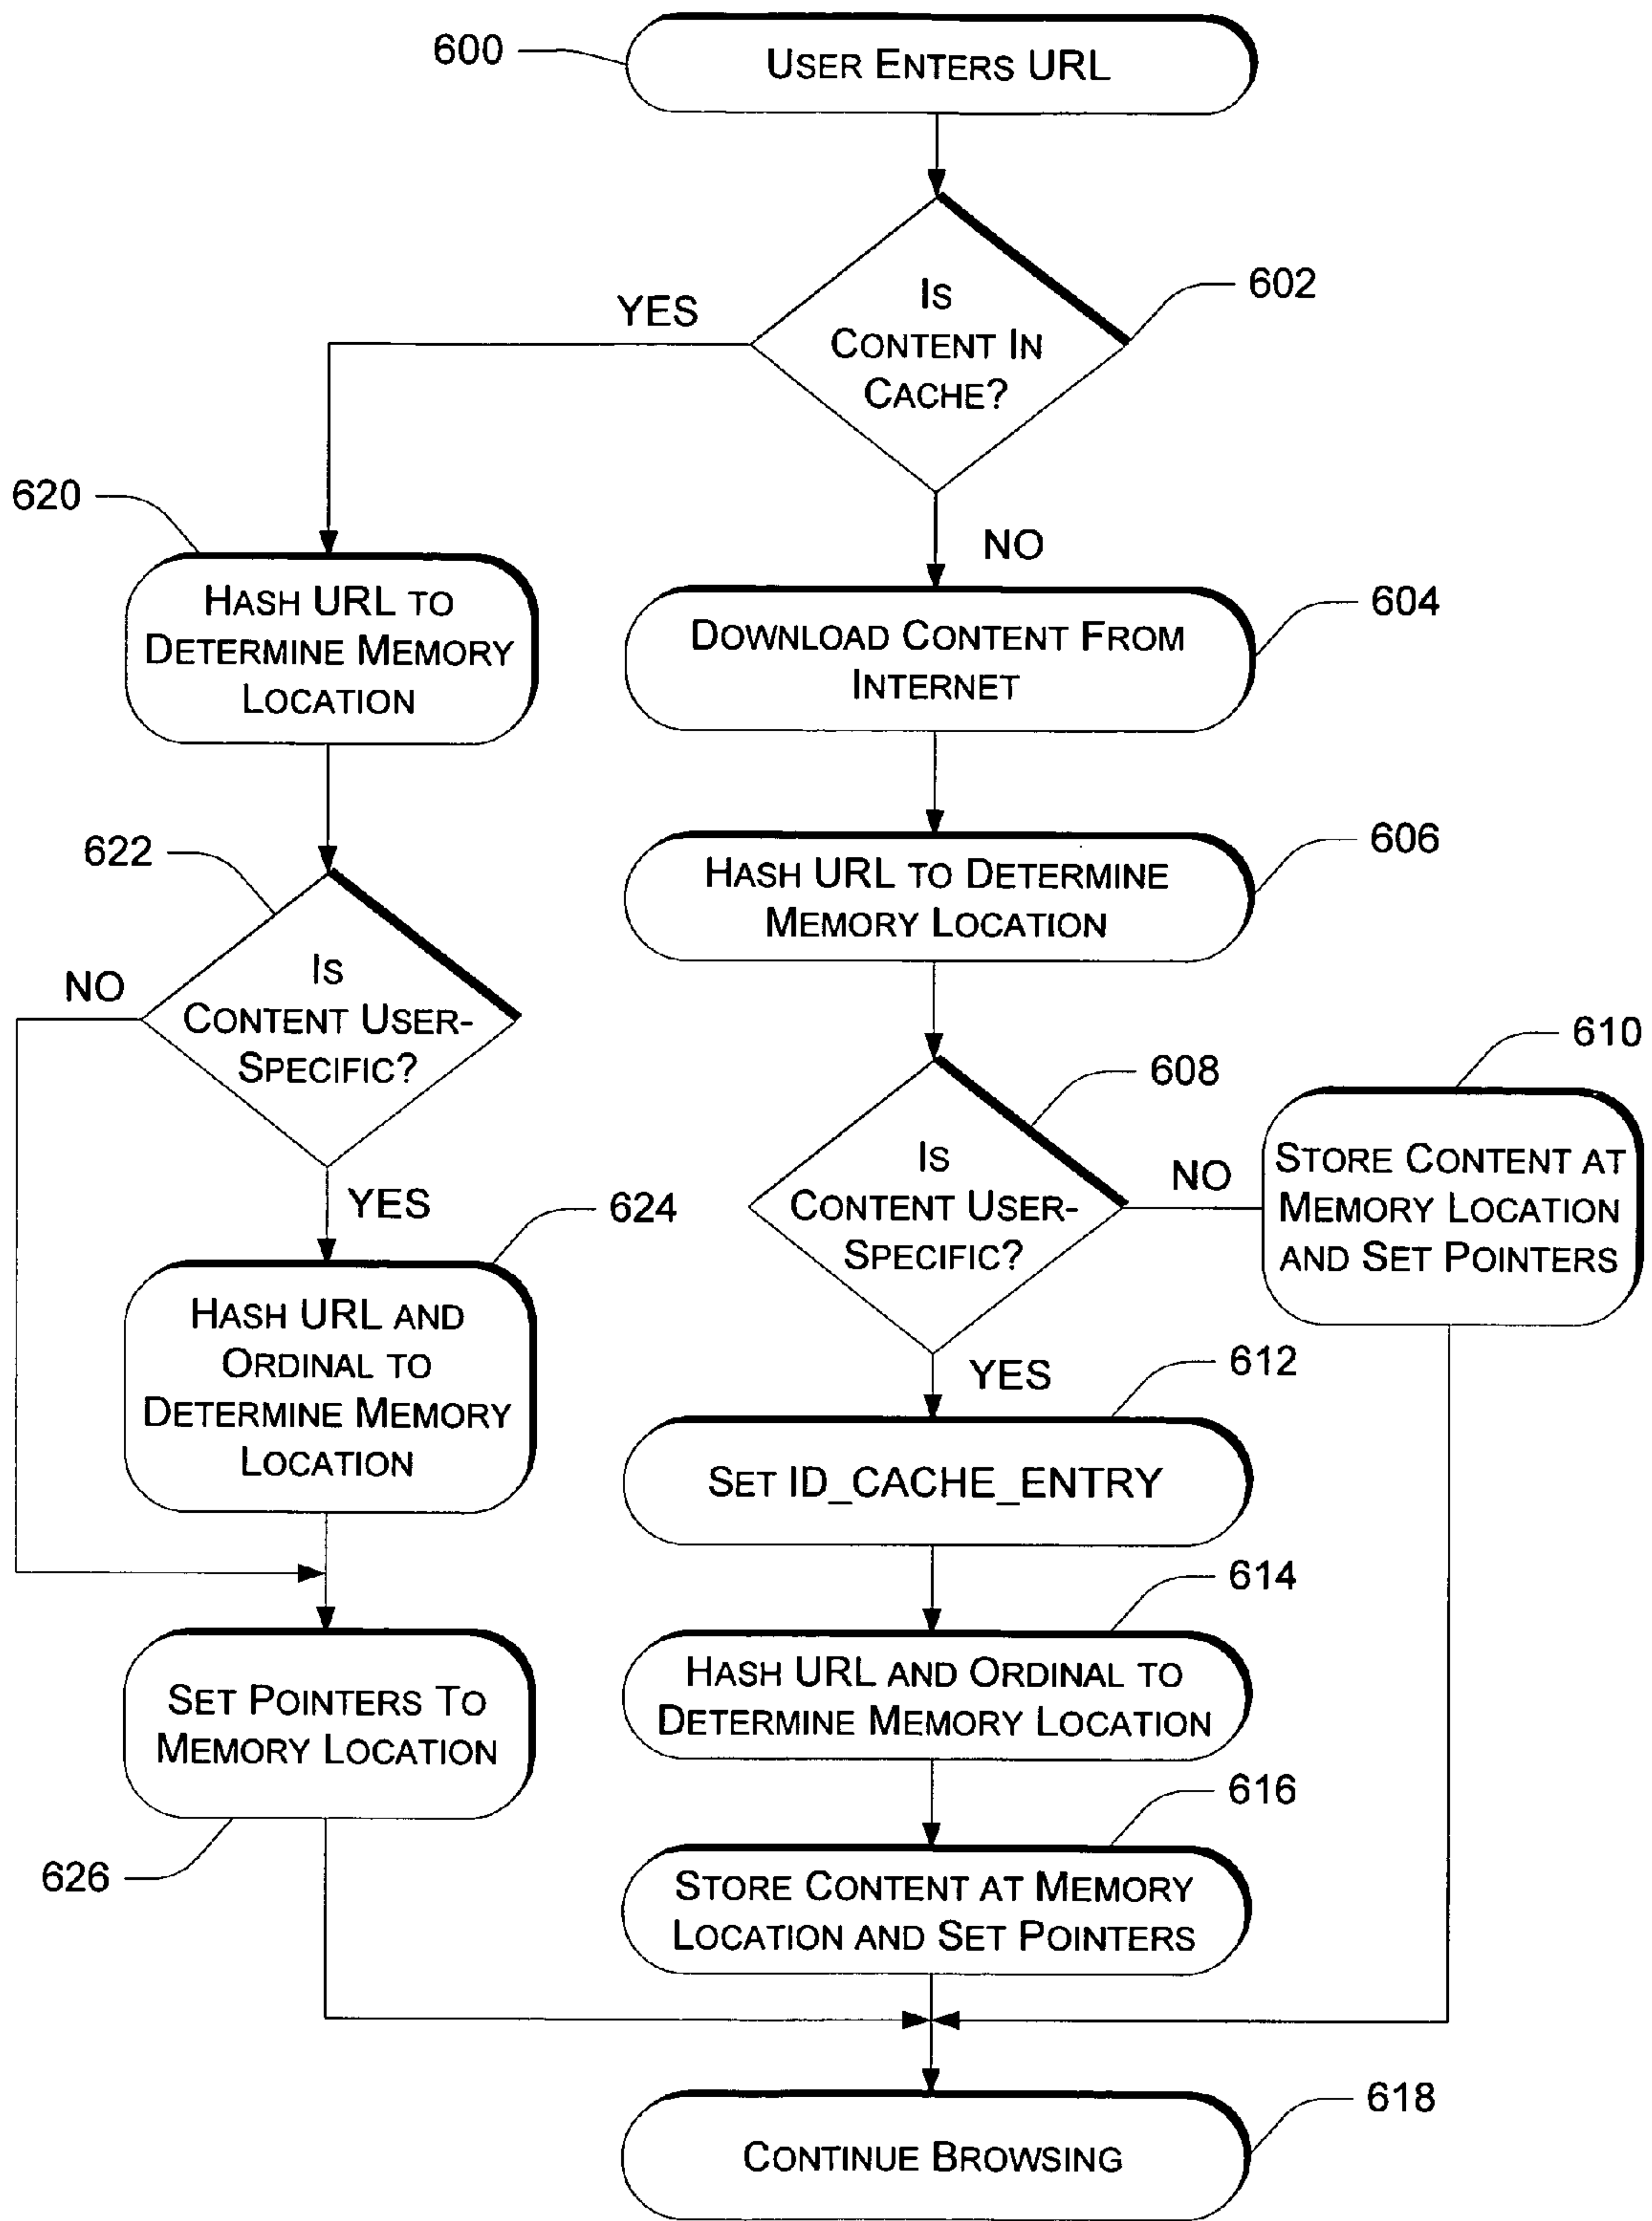 600
USER ENTERS URL
602
IS
CONTENT IN
CACHE?
YES
NO
620
HASH URL TO
DETERMINE MEMORY
LOCATION
604
DOWNLOAD CONTENT FROM
INTERNET
606
HASH URL TO DETERMINE
MEMORY LOCATION
622
IS
CONTENT USER-
SPECIFIC?
NO
YES
608
IS
CONTENT USER-
SPECIFIC?
NO
YES
610
STORE CONTENT AT
MEMORY LOCATION
AND SET POINTERS
624
HASH URL AND
ORDINAL TO
DETERMINE MEMORY
LOCATION
612
SET ID_CACHE_ENTRY
614
HASH URL AND ORDINAL TO
DETERMINE MEMORY LOCATION
SET POINTERS TO
MEMORY LOCATION
626
616
STORE CONTENT AT MEMORY
LOCATION AND SET POINTERS
618
CONTINUE BROWSING